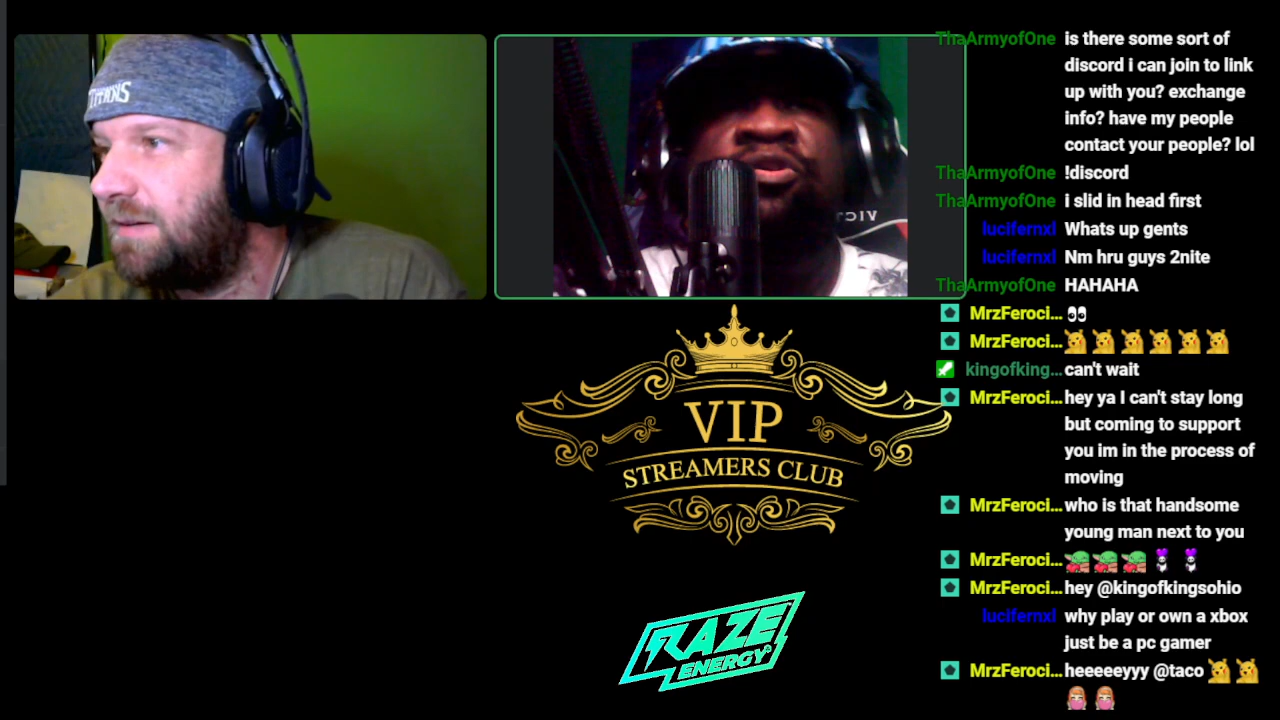 TITANS
VICT
ThaArmyofOne is there some sort of
discord i can join to link
up with you? exchange
info? have my people
contact your people? lol
ThaArmyofOne !discord
ThaArmyofOne i slid in head first
lucifernxl Whats up gents
lucifernxl Nm hru guys 2nite
ThaArmyofOne HAHAHA
MrzFeroci... 👀
MrzFeroci...
kingofking... can't wait
MrzFeroci... hey ya I can't stay long
but coming to support
you im in the process of
moving
MrzFeroci... who is that handsome
young man next to you
MrzFeroci...
MrzFeroci... hey @kingofkingsohio
lucifernxl why play or own a xbox
just be a pc gamer
MrzFeroci... heeeeeyyy @taco
VIP
STREAMERS CLUB
RAZE
ENERGY